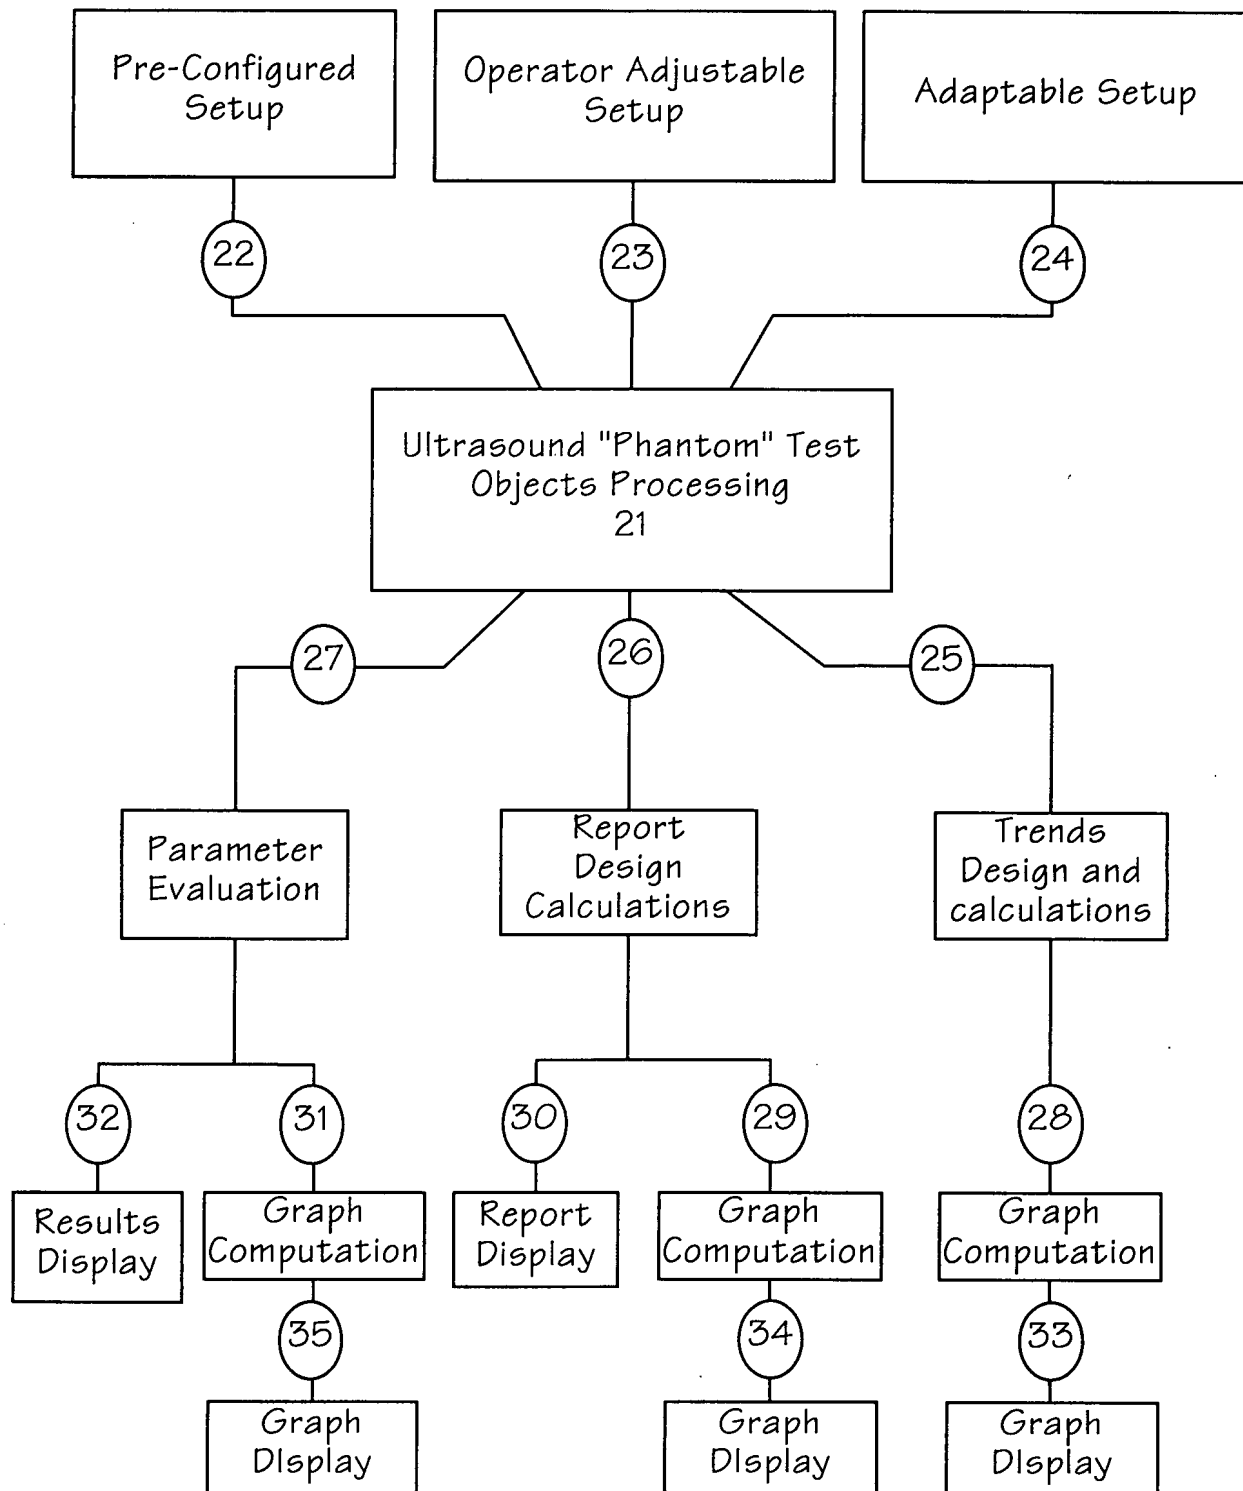 Pre-Configured
Setup
Operator Adjustable
Setup
Adaptable Setup
22
23
24
Ultrasound "Phantom" Test
Objects Processing
21
27
26
25
Parameter
Evaluation
Report
Design
Calculations
Trends
Design and
calculations
32
31
30
29
28
Results
Display
Graph
Computation
Report
Display
Graph
Computation
Graph
Computation
35
34
33
Graph
DIsplay
Graph
DIsplay
Graph
DIsplay